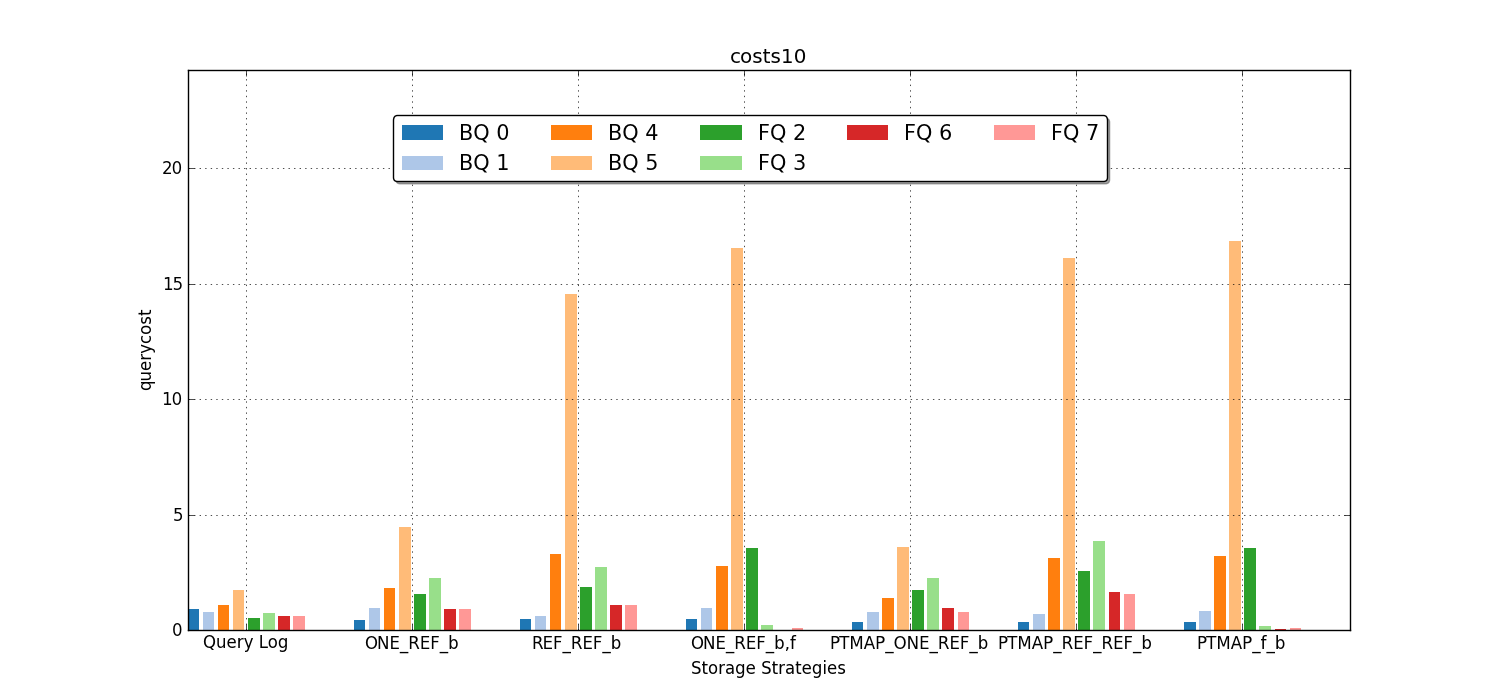 costs10
BQ 0 BQ 4 FQ 2 FQ 6 FQ 7
BQ 1 BQ 5 FQ 3
20
15
10
5
0
querycost
Query Log ONE_REF_b REF_REF_b ONE_REF_b,f PTMAP_ONE_REF_b PTMAP_REF_REF_b PTMAP_f_b
Storage Strategies